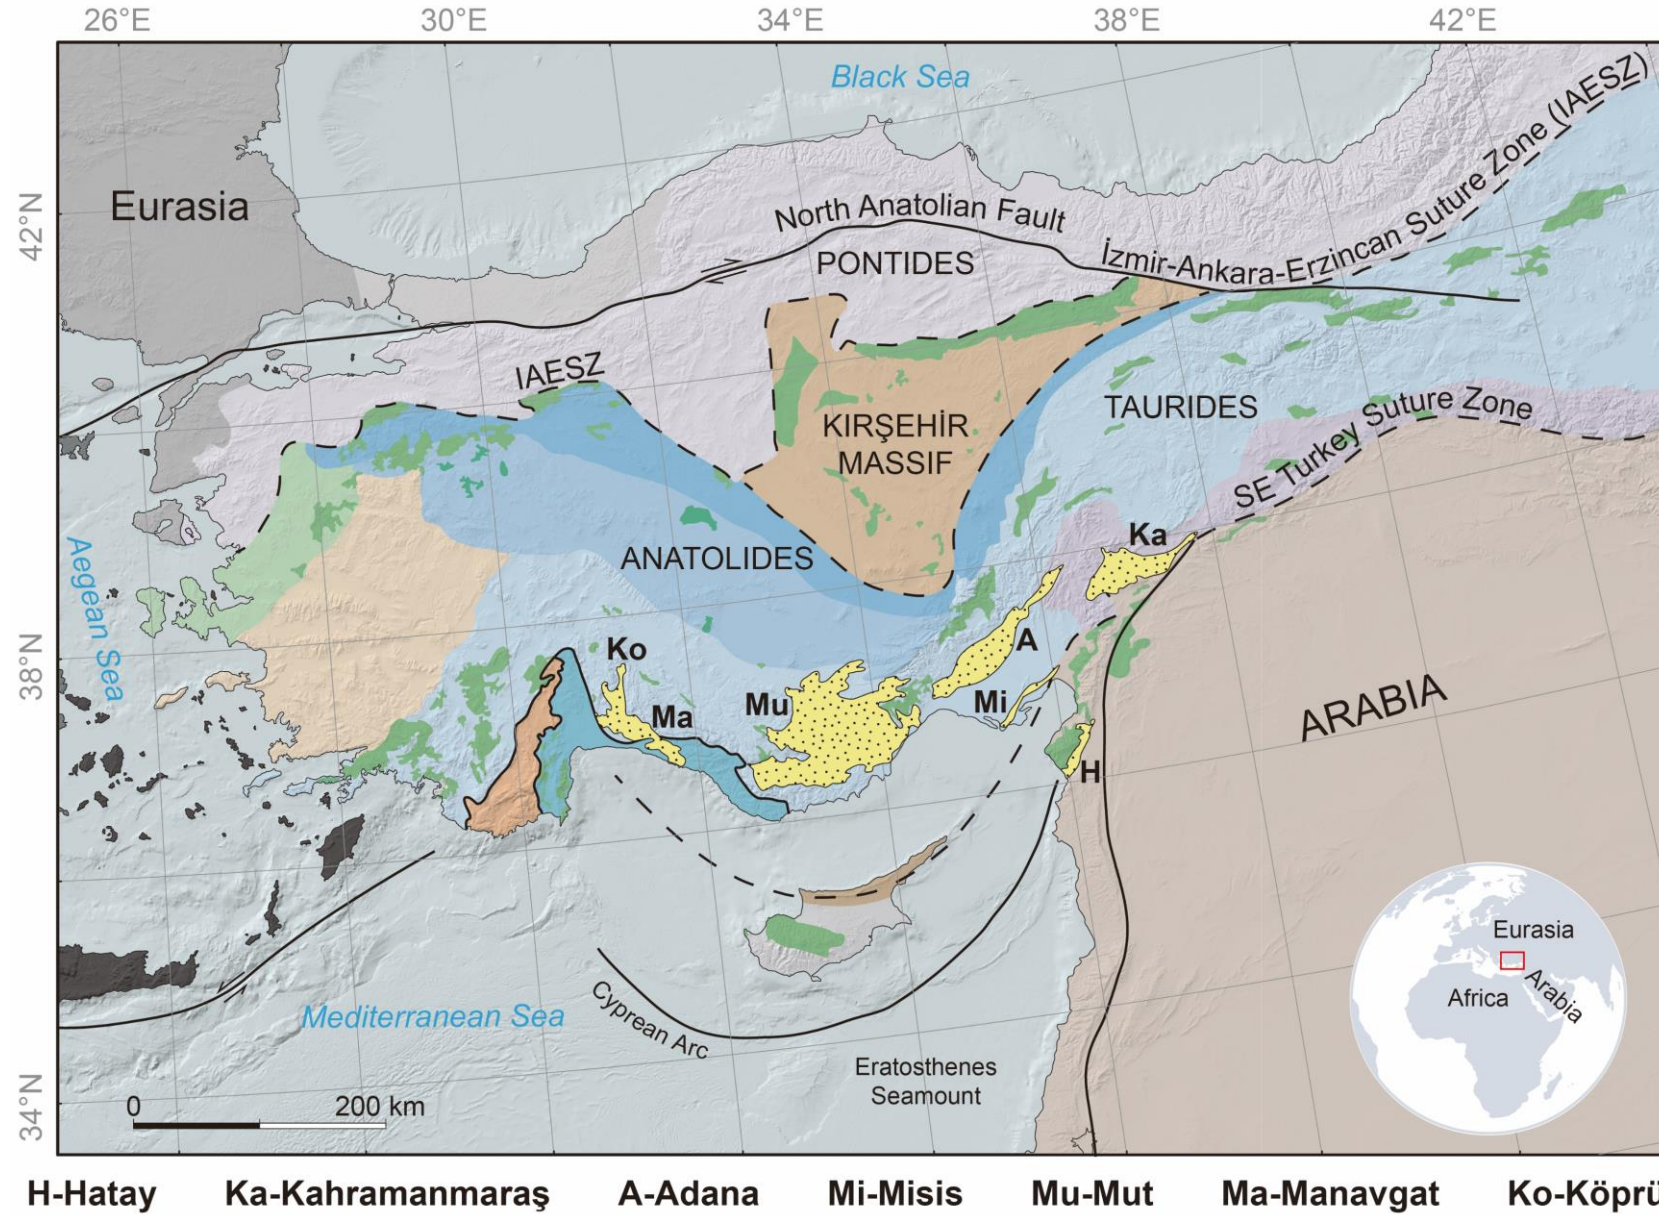 26°E 30°E 34°E 38°E 42°E
Black Sea
İzmir-Ankara-Erzincan Suture Zone (IAESZ)
Eurasia
42°N
North Anatolian Fault
PONTIDES
IAESZ
KIRŞEHİR
MASSIF
TAURIDES
SE Turkey Suture Zone
Ka
ANATOLIDES
Aegean Sea
38°N
Ko
A
Mu
Ma
Mi
ARABIA
H
Mediterranean Sea
Cyprean Arc
Eratosthenes
Seamount
Eurasia
Africa
Arabia
34°N
0 200 km
H-Hatay Ka-Kahramanmaraş A-Adana Mi-Misis Mu-Mut Ma-Manavgat Ko-Köprü